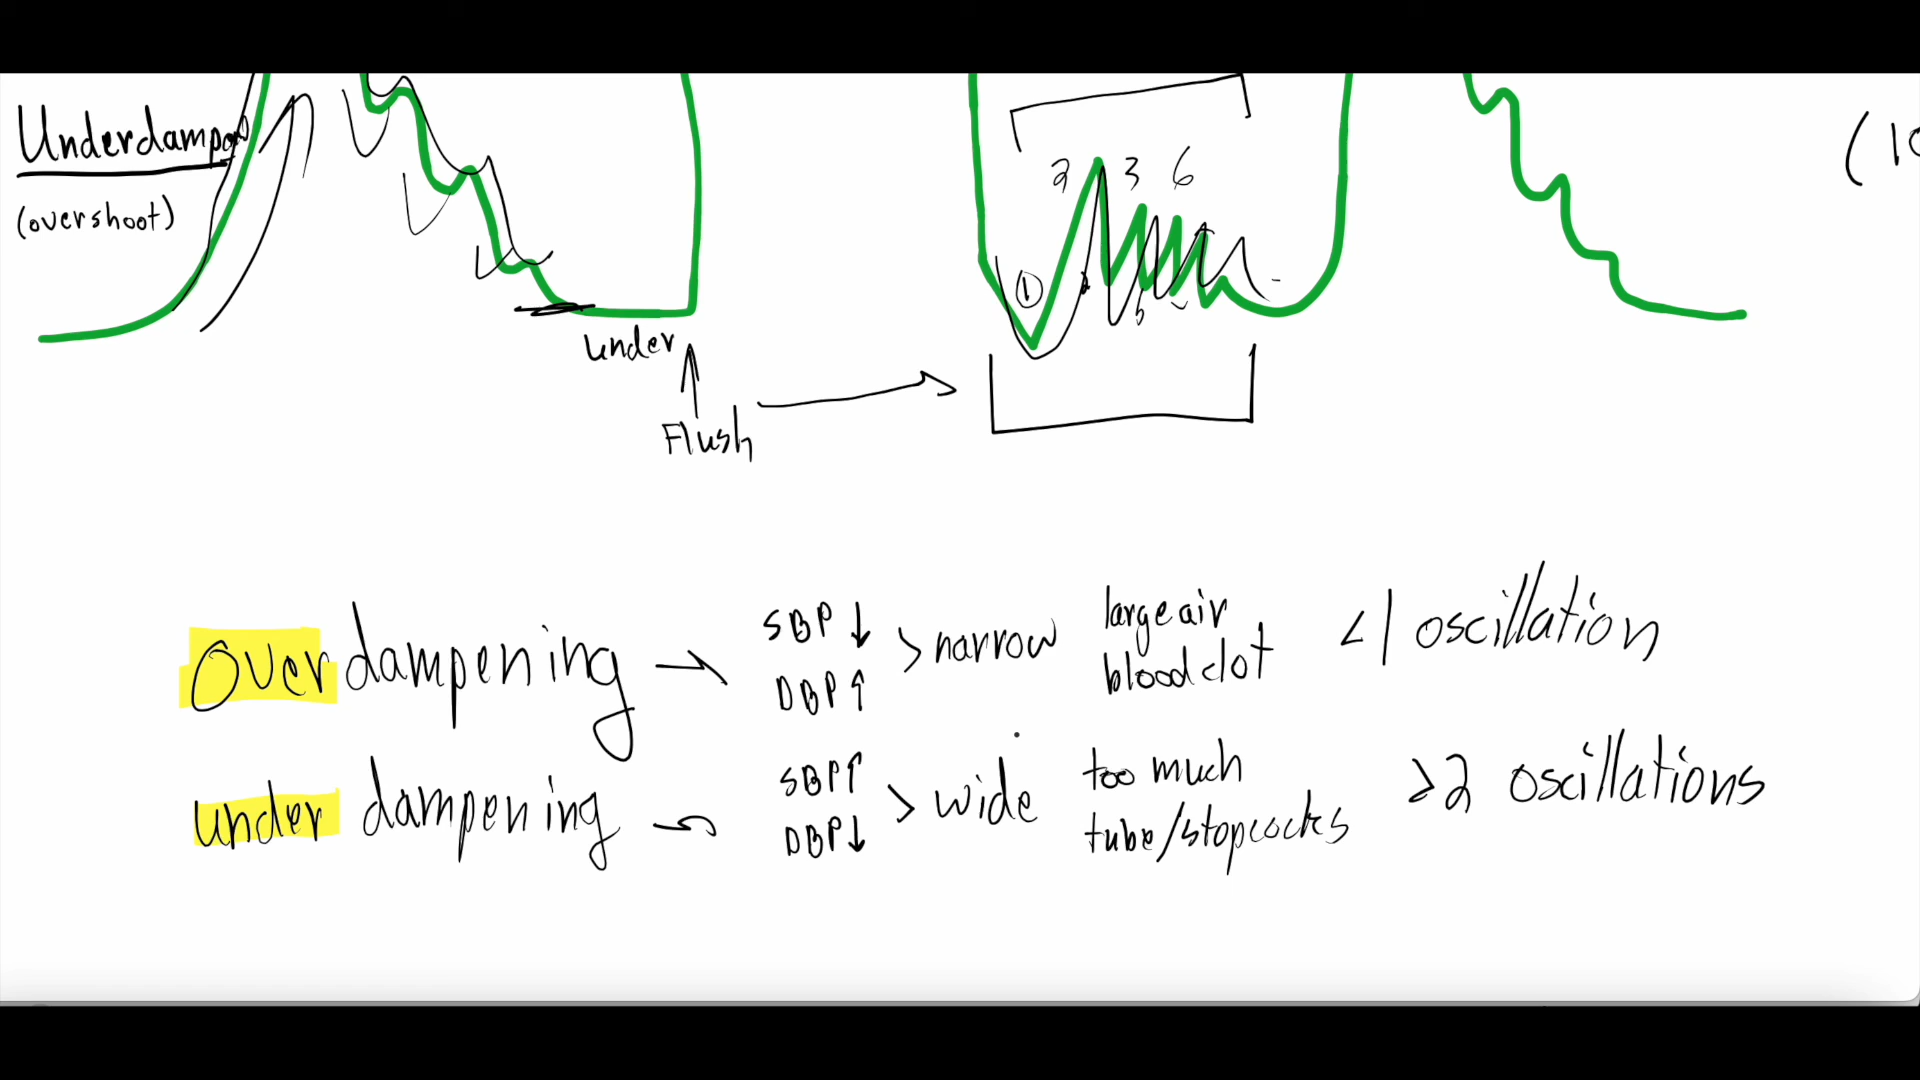 Underdamped
(overshoot)
(10
2 3 6
1
under
Flush
Overdampening → SBP↓ DBP↑ > narrow large air blood clot <1 oscillation
under dampening → SBP↑ DBP↓ > wide too much tube/stopcocks >2 oscillations